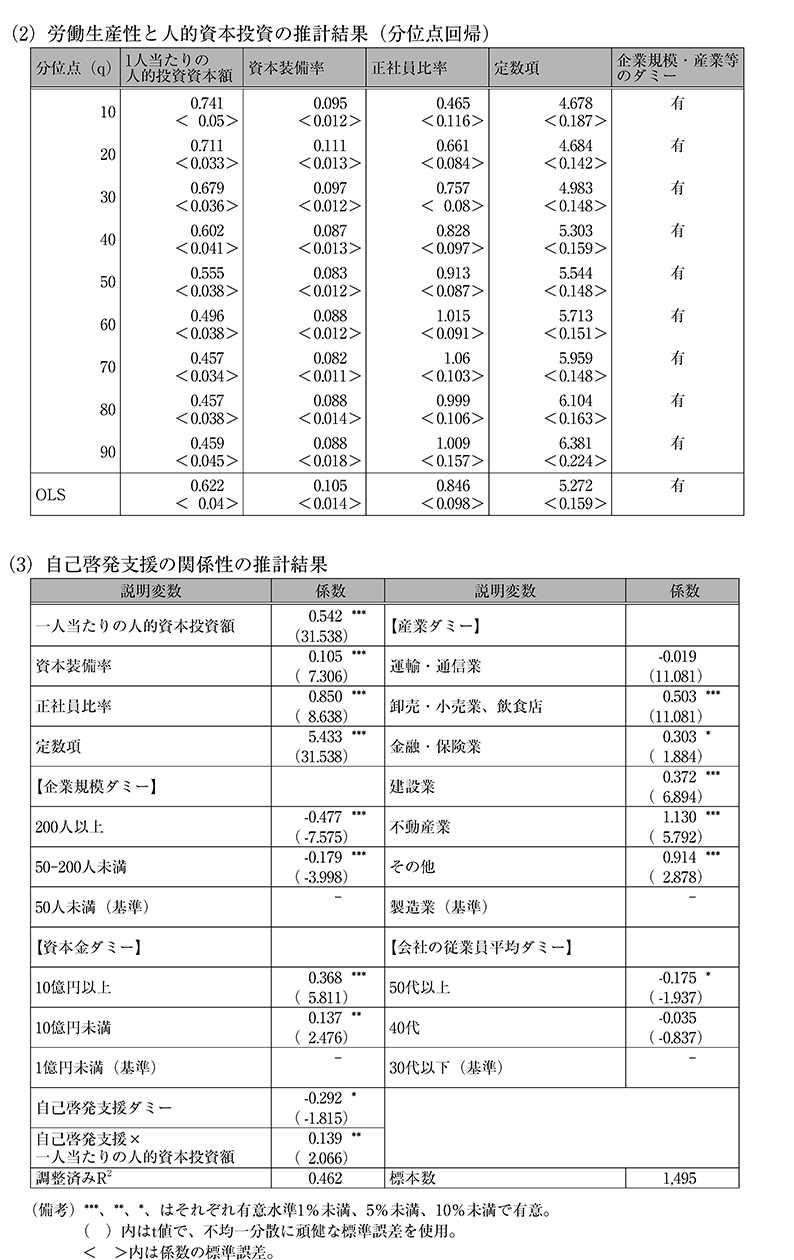 （2）労働生産性と人的資本投資の推計結果（分位点回帰）
分位点（q） 1人当たりの人的投資資本額 資本装備率 正社員比率 定数項 企業規模・産業等のダミー
10 0.741 0.095 0.465 4.678 有
＜ 0.05＞ ＜0.012＞ ＜0.116＞ ＜0.187＞
20 0.711 0.111 0.661 4.684 有
＜0.033＞ ＜0.013＞ ＜0.084＞ ＜0.142＞
30 0.679 0.097 0.757 4.983 有
＜0.036＞ ＜0.012＞ ＜ 0.08＞ ＜0.148＞
40 0.602 0.087 0.828 5.303 有
＜0.041＞ ＜0.013＞ ＜0.097＞ ＜0.159＞
50 0.555 0.083 0.913 5.544 有
＜0.038＞ ＜0.012＞ ＜0.087＞ ＜0.148＞
60 0.496 0.088 1.015 5.713 有
＜0.038＞ ＜0.012＞ ＜0.091＞ ＜0.151＞
70 0.457 0.082 1.06 5.959 有
＜0.034＞ ＜0.011＞ ＜0.103＞ ＜0.148＞
80 0.457 0.088 0.999 6.104 有
＜0.038＞ ＜0.014＞ ＜0.106＞ ＜0.163＞
90 0.459 0.088 1.009 6.381 有
＜0.045＞ ＜0.018＞ ＜0.157＞ ＜0.224＞
OLS 0.622 0.105 0.846 5.272 有
＜ 0.04＞ ＜0.014＞ ＜0.098＞ ＜0.159＞
（3）自己啓発支援の関係性の推計結果
説明変数 係数 説明変数 係数
一人当たりの人的資本投資額 0.542 *** 【産業ダミー】
（31.538）
資本装備率 0.105 *** 運輸・通信業 -0.019
（ 7.306） （11.081）
正社員比率 0.850 *** 卸売・小売業、飲食店 0.503 ***
（ 8.638） （11.081）
定数項 5.433 *** 金融・保険業 0.303 *
（31.538） （ 1.884）
【企業規模ダミー】 建設業 0.372 ***
（ 6.894）
200人以上 -0.477 *** 不動産業 1.130 ***
（-7.575） （ 5.792）
50-200人未満 -0.179 *** その他 0.914 ***
（-3.998） （ 2.878）
50人未満（基準） － 製造業（基準） －
【資本金ダミー】 【会社の従業員平均ダミー】
10億円以上 0.368 *** 50代以上 -0.175 *
（ 5.811） （-1.937）
10億円未満 0.137 ** 40代 -0.035
（ 2.476） （-0.837）
1億円未満（基準） － 30代以下（基準） －
自己啓発支援ダミー -0.292 *
（-1.815）
自己啓発支援× 0.139 **
一人当たりの人的資本投資額 （ 2.066）
調整済みR² 0.462 標本数 1,495
（備考）***、**、*、はそれぞれ有意水準1％未満、5％未満、10％未満で有意。
（ ）内はt値で、不均一分散に頑健な標準誤差を使用。
＜ ＞内は係数の標準誤差。